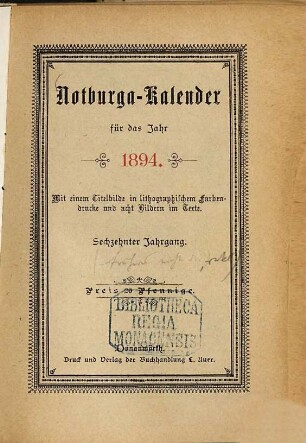 Notburga-Kalender
für das Jahr
1894.
Mit einem Titelbilde in lithographischem Farben-
drucke und acht Bildern im Texte.
Sechzehnter Jahrgang.
Preis 20 Pfennige.
BIBLIOTHECA
REGIA
MONACENSIS
Donauwörth.
Druck und Verlag der Buchhandlung L. Auer.